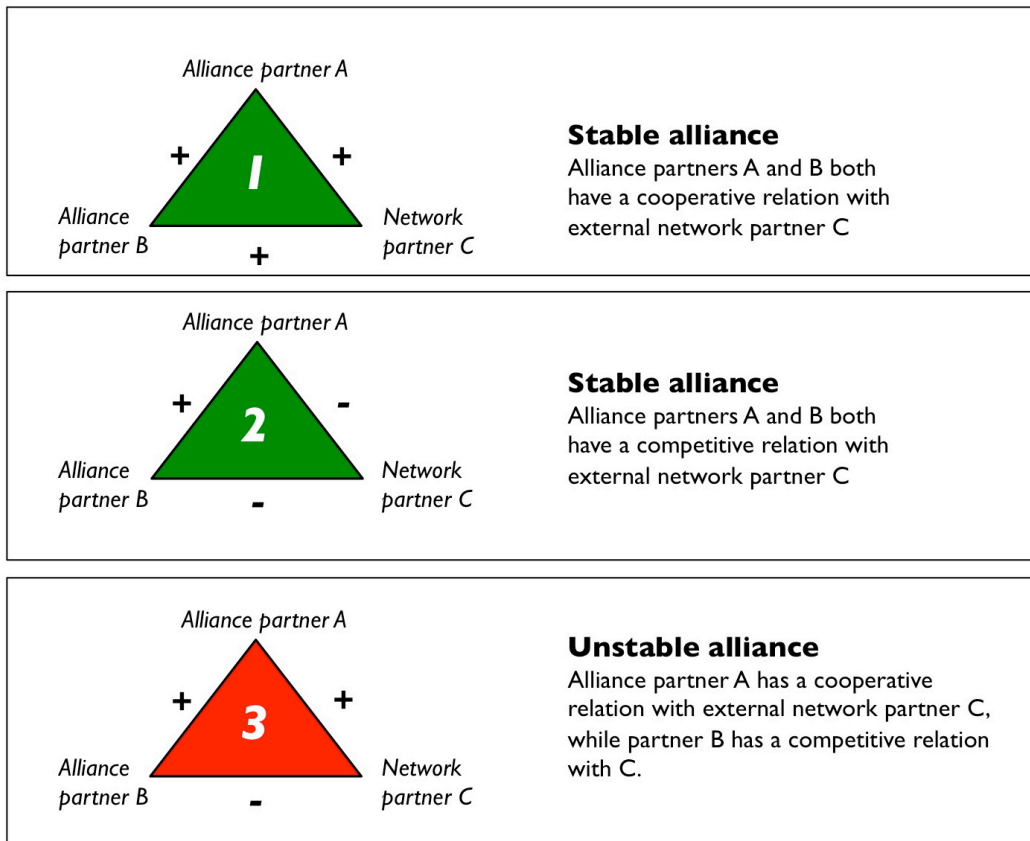 Alliance partner A
+
1
+
Alliance
partner B
Network
partner C
+
Stable alliance
Alliance partners A and B both
have a cooperative relation with
external network partner C
Alliance partner A
+
2
-
Alliance
partner B
Network
partner C
-
Stable alliance
Alliance partners A and B both
have a competitive relation with
external network partner C
Alliance partner A
+
3
+
Alliance
partner B
Network
partner C
-
Unstable alliance
Alliance partner A has a cooperative
relation with external network partner C,
while partner B has a competitive relation
with C.